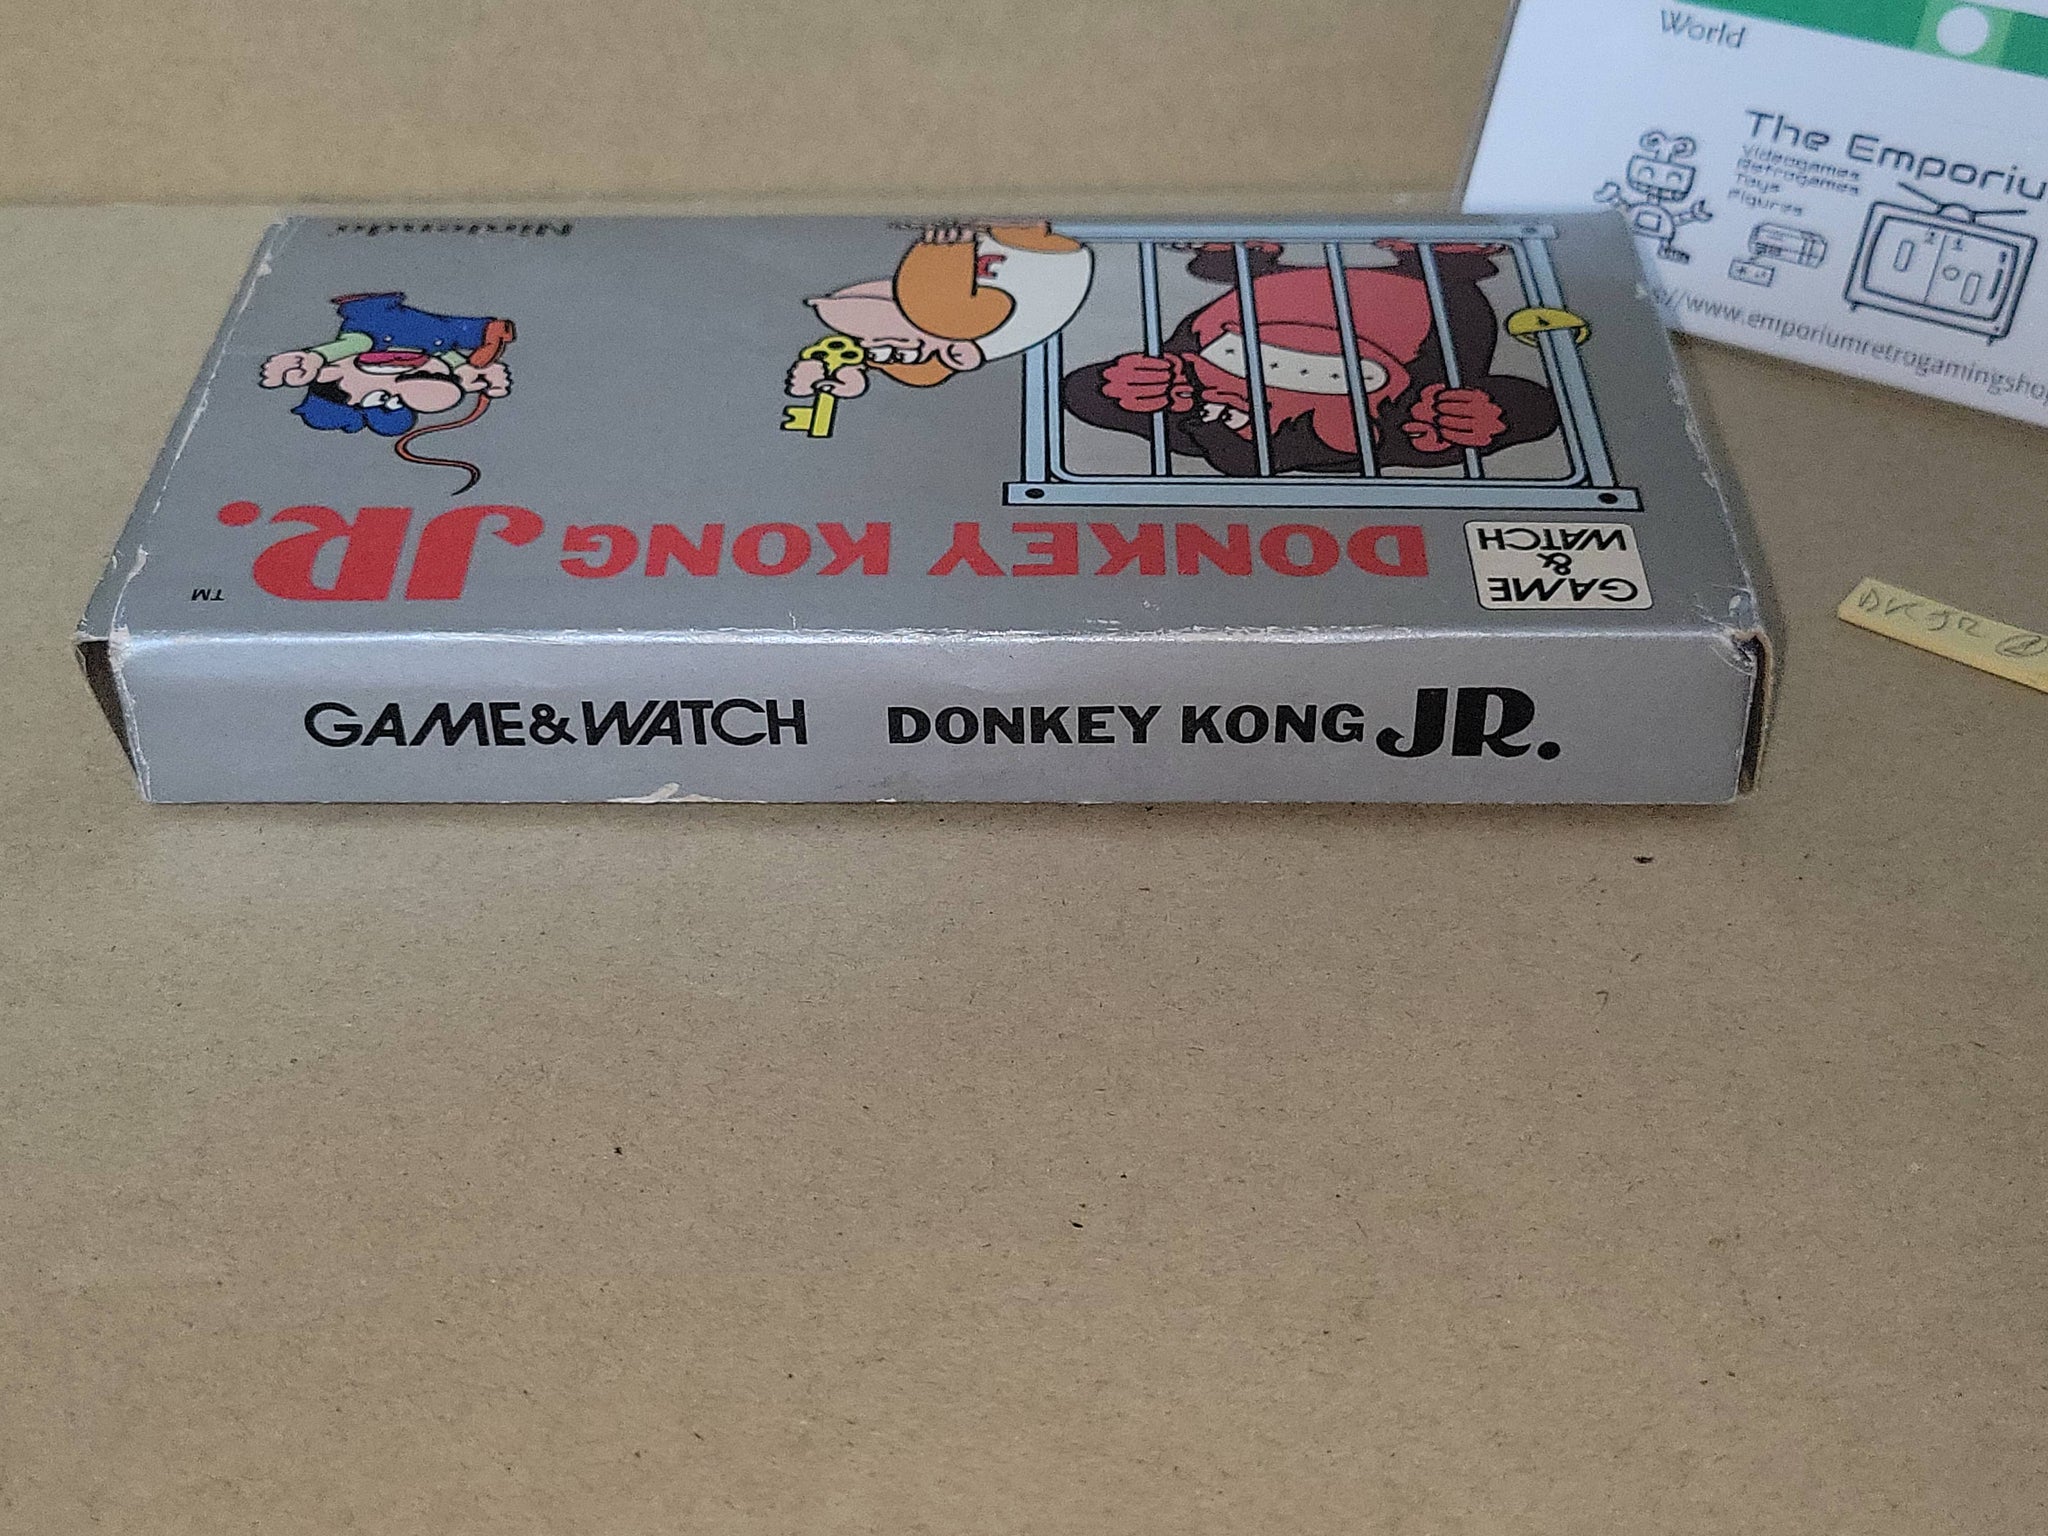 World
The Emporiu
Videogames
Retrogames
Toys
Figures
//www.emporiumretrogamingshop
Nintendo
GAME
&
WATCH
DONKEY KONG JR.
TM
GAME&WATCH DONKEY KONG JR.